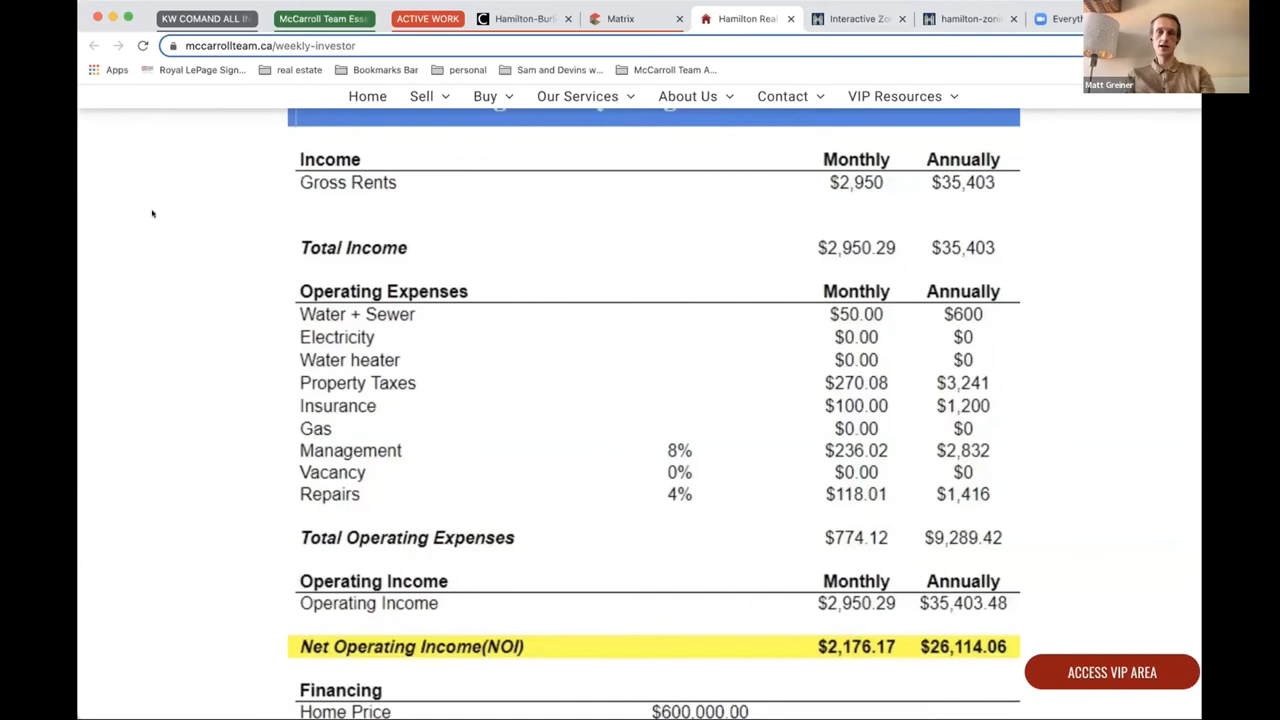 KW COMAND ALL IN
McCarroll Team Esse
ACTIVE WORK
Hamilton-Burli
Matrix
Hamilton Real
Interactive Zo
hamilton-zoni
Everyth
mccarrollteam.ca/weekly-investor
Apps
Royal LePage Sign...
real estate
Bookmarks Bar
personal
Sam and Devins w...
McCarroll Team A...
Matt Greiner
Home Sell Buy Our Services About Us Contact VIP Resources
Income Monthly Annually
Gross Rents $2,950 $35,403
Total Income $2,950.29 $35,403
Operating Expenses Monthly Annually
Water + Sewer $50.00 $600
Electricity $0.00 $0
Water heater $0.00 $0
Property Taxes $270.08 $3,241
Insurance $100.00 $1,200
Gas $0.00 $0
Management 8% $236.02 $2,832
Vacancy 0% $0.00 $0
Repairs 4% $118.01 $1,416
Total Operating Expenses $774.12 $9,289.42
Operating Income Monthly Annually
Operating Income $2,950.29 $35,403.48
Net Operating Income(NOI) $2,176.17 $26,114.06
ACCESS VIP AREA
Financing
Home Price $600,000.00